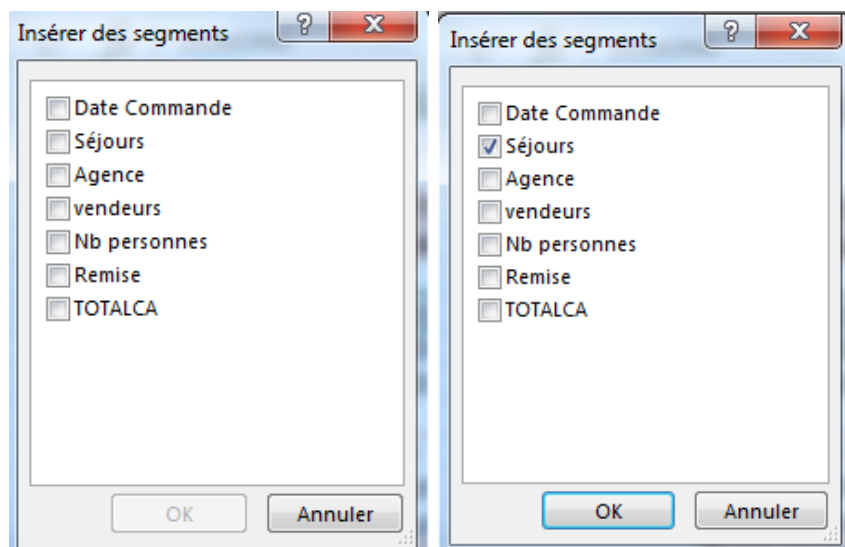 Insérer des segments
Date Commande
Séjours
Agence
vendeurs
Nb personnes
Remise
TOTALCA
OK
Annuler
Insérer des segments
Date Commande
Séjours
Agence
vendeurs
Nb personnes
Remise
TOTALCA
OK
Annuler